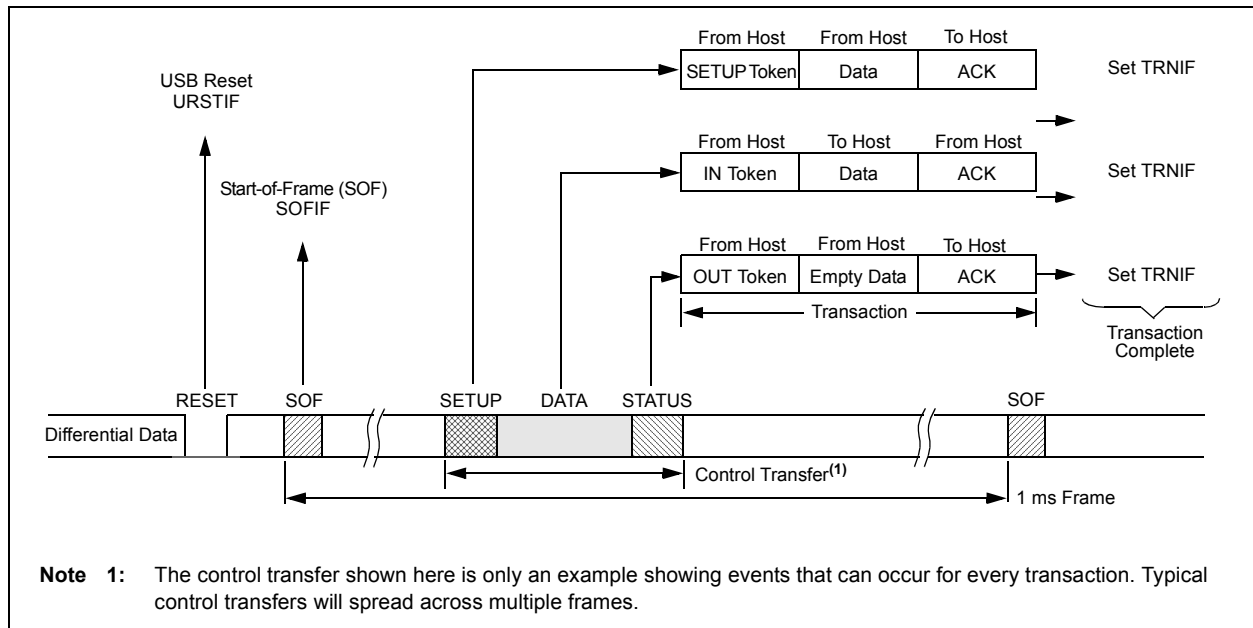 From Host From Host To Host
SETUP Token Data ACK Set TRNIF
USB Reset
URSTIF
From Host To Host From Host
IN Token Data ACK Set TRNIF
Start-of-Frame (SOF)
SOFIF
From Host From Host To Host
OUT Token Empty Data ACK Set TRNIF
Transaction
Transaction
Complete
RESET SOF SETUP DATA STATUS SOF
Differential Data
Control Transfer(1)
1 ms Frame
Note 1: The control transfer shown here is only an example showing events that can occur for every transaction. Typical
control transfers will spread across multiple frames.